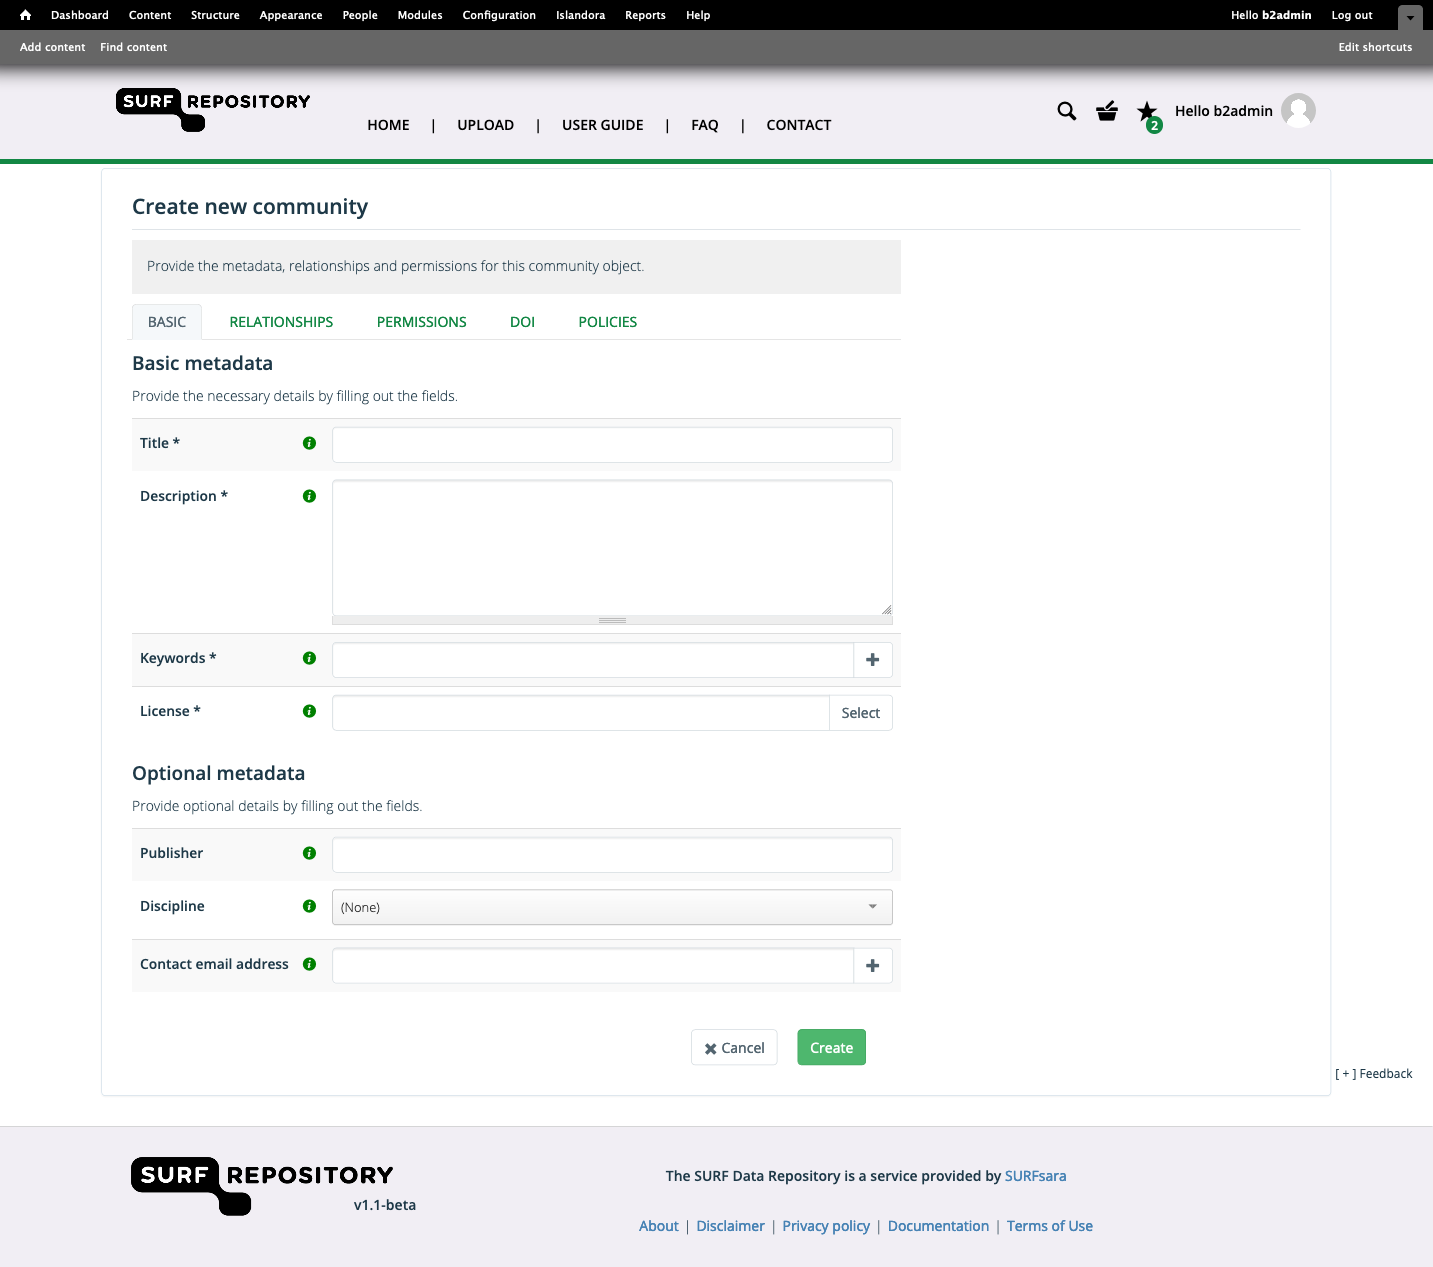 Dashboard Content Structure Appearance People Modules Configuration Islandora Reports Help Hello b2admin Log out
Add content Find content Edit shortcuts
SURF REPOSITORY
HOME | UPLOAD | USER GUIDE | FAQ | CONTACT
2
Hello b2admin
Create new community
Provide the metadata, relationships and permissions for this community object.
BASIC RELATIONSHIPS PERMISSIONS DOI POLICIES
Basic metadata
Provide the necessary details by filling out the fields.
Title *
Description *
Keywords *
License * Select
Optional metadata
Provide optional details by filling out the fields.
Publisher
Discipline (None)
Contact email address
Cancel Create
[ + ] Feedback
SURF REPOSITORY
v1.1-beta
The SURF Data Repository is a service provided by SURFsara
About | Disclaimer | Privacy policy | Documentation | Terms of Use